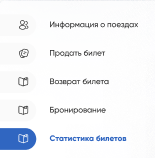 Информация о поездах
Продать билет
Возврат билета
Бронирование
Статистика билетов